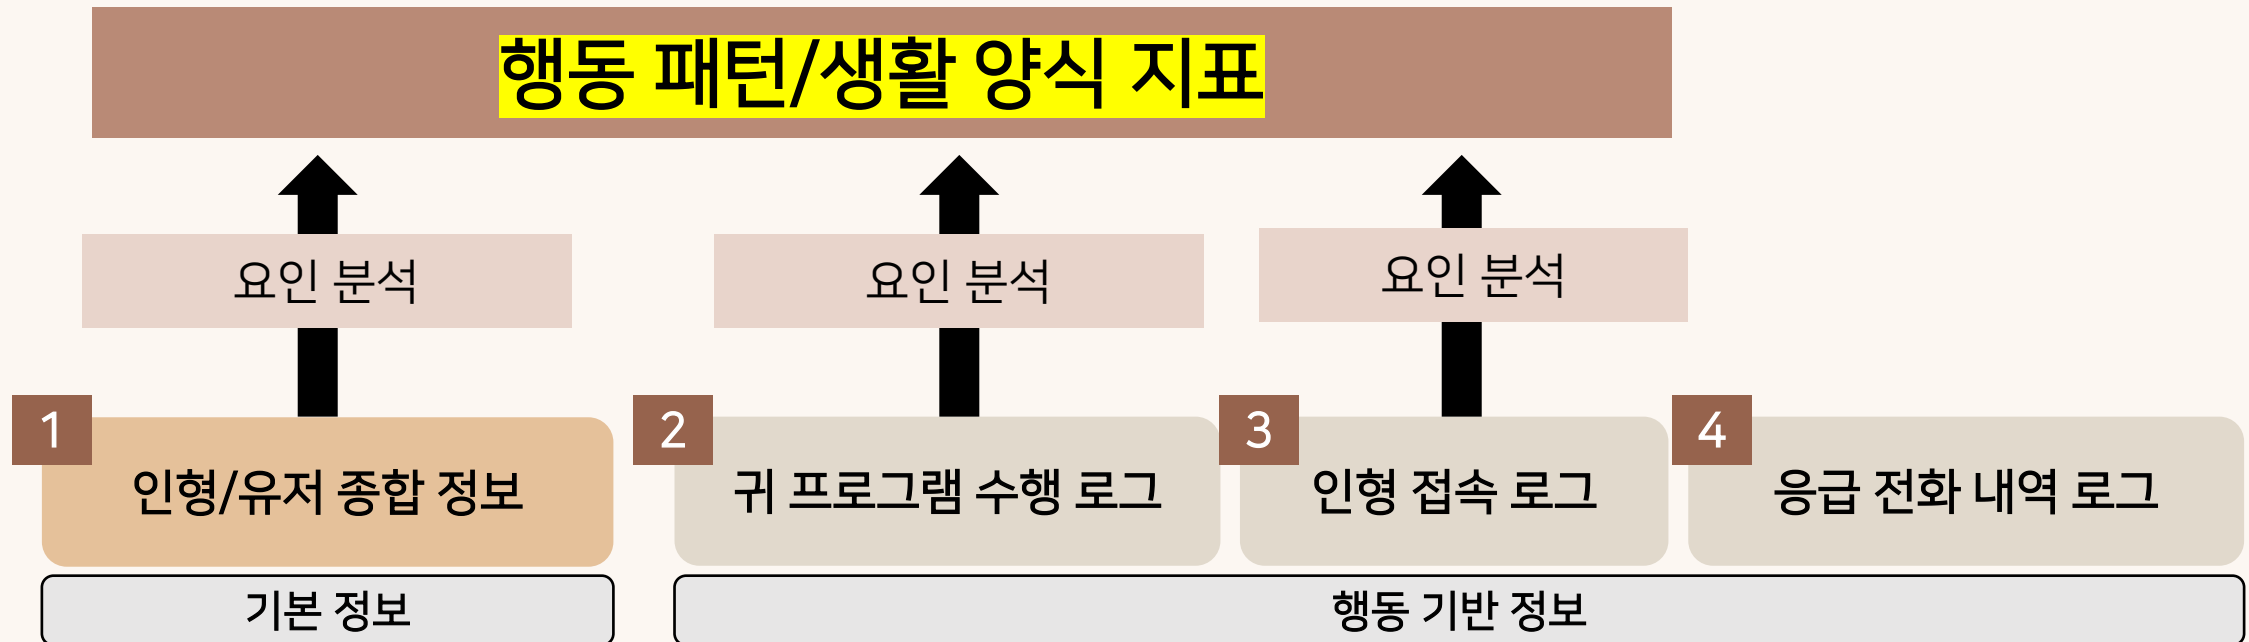 행동 패턴/생활 양식 지표
요인 분석
요인 분석
요인 분석
1
인형/유저 종합 정보
2
귀 프로그램 수행 로그
3
인형 접속 로그
4
응급 전화 내역 로그
기본 정보
행동 기반 정보